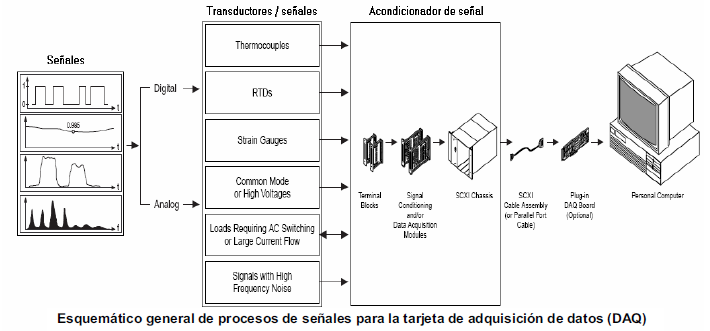 Transductores / señales
Acondicionador de señal
Señales
1
0
t
0.985
t
t
t
Digital
Analog
Thermocouples
RTDs
Strain Gauges
Common Mode
or High Voltages
Loads Requiring AC Switching
or Large Current Flow
Signals with High
Frequency Noise
Terminal
Blocks
Signal
Conditioning
and/or
Data Acquisition
Modules
SCXI Chassis
SCXI
Cable Assembly
(or Parallel Port
Cable)
Plug-in
DAQ Board
(Optional)
Personal Computer
Esquemático general de procesos de señales para la tarjeta de adquisición de datos (DAQ)